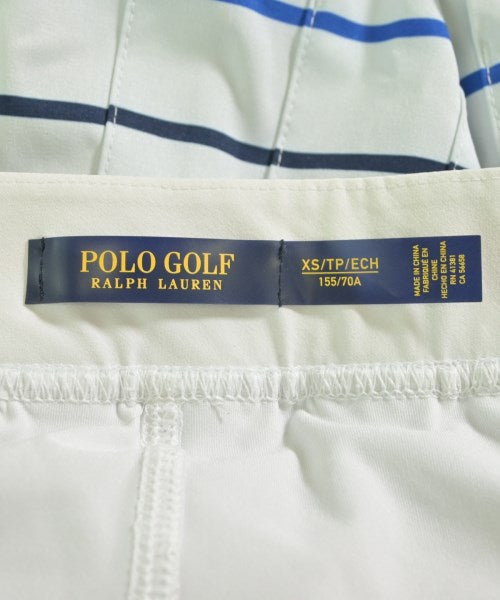 POLO GOLF
RALPH LAUREN
XS/TP/ECH
155/70A
MADE IN CHINA
FABRIQUÉ EN
CHINE
HECHO EN CHINA
RN 41381
CA 56658